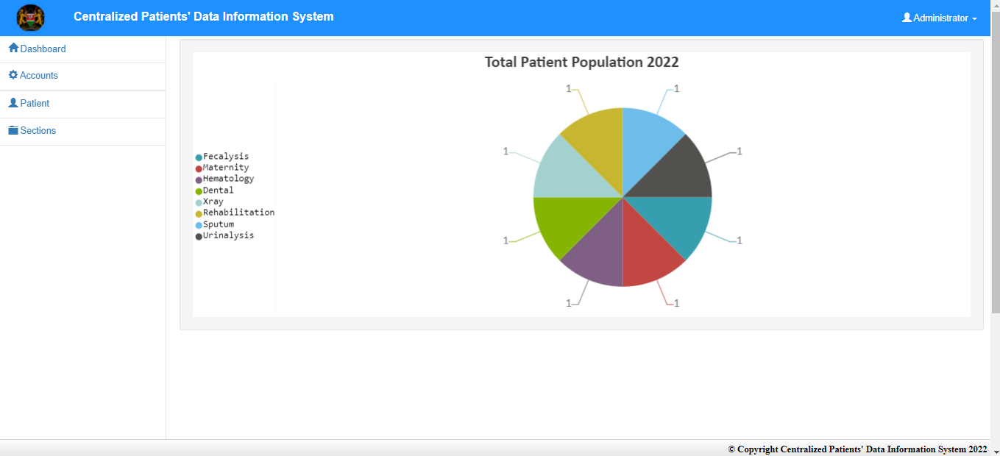 Centralized Patients' Data Information System
Administrator
Dashboard
Accounts
Patient
Sections
Total Patient Population 2022
Fecalysis
Maternity
Hematology
Dental
Xray
Rehabilitation
Sputum
Urinalysis
1
1
1
1
1
1
1
1
© Copyright Centralized Patients' Data Information System 2022